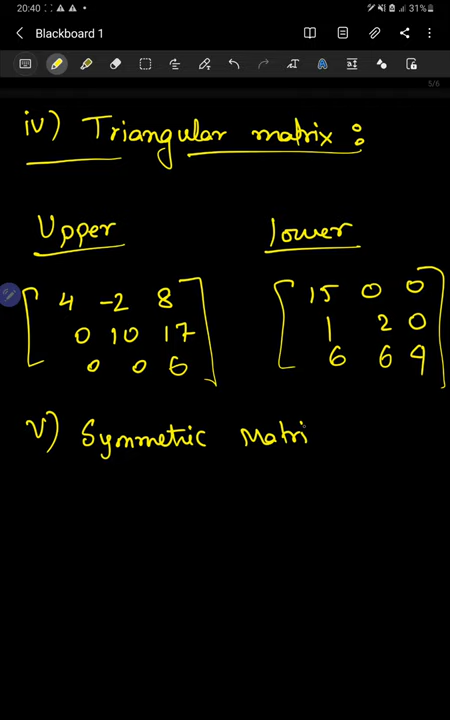 20:40
31%
Blackboard 1
5/6
iv) Triangular matrix :
Upper
lower
4 -2 8
0 10 17
0 0 6
15 0 0
1 2 0
6 6 9
V) Symmetric Matri